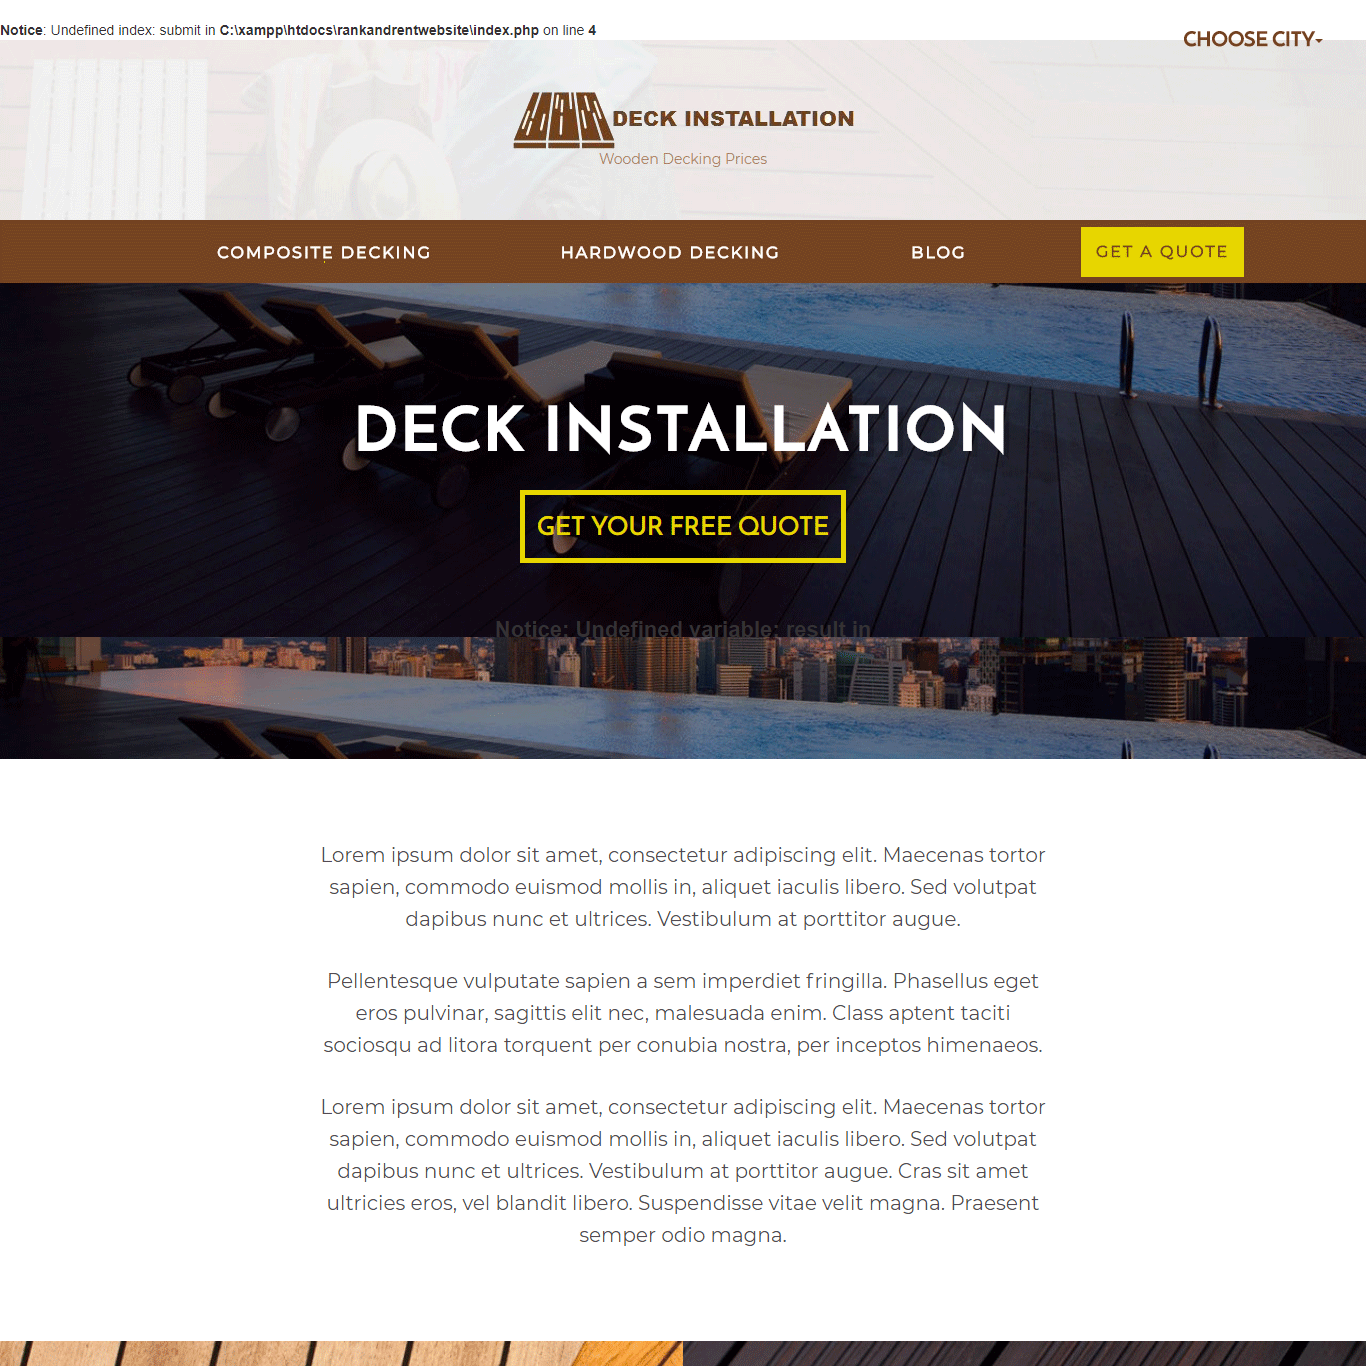 Notice: Undefined index: submit in C:\xampp\htdocs\rankandrentwebsite\index.php on line 4
CHOOSE CITY
DECK INSTALLATION
Wooden Decking Prices
COMPOSITE DECKING
HARDWOOD DECKING
BLOG
GET A QUOTE
DECK INSTALLATION
GET YOUR FREE QUOTE
Notice: Undefined variable: result in
Lorem ipsum dolor sit amet, consectetur adipiscing elit. Maecenas tortor
sapien, commodo euismod mollis in, aliquet iaculis libero. Sed volutpat
dapibus nunc et ultrices. Vestibulum at porttitor augue.
Pellentesque vulputate sapien a sem imperdiet fringilla. Phasellus eget
eros pulvinar, sagittis elit nec, malesuada enim. Class aptent taciti
sociosqu ad litora torquent per conubia nostra, per inceptos himenaeos.
Lorem ipsum dolor sit amet, consectetur adipiscing elit. Maecenas tortor
sapien, commodo euismod mollis in, aliquet iaculis libero. Sed volutpat
dapibus nunc et ultrices. Vestibulum at porttitor augue. Cras sit amet
ultricies eros, vel blandit libero. Suspendisse vitae velit magna. Praesent
semper odio magna.